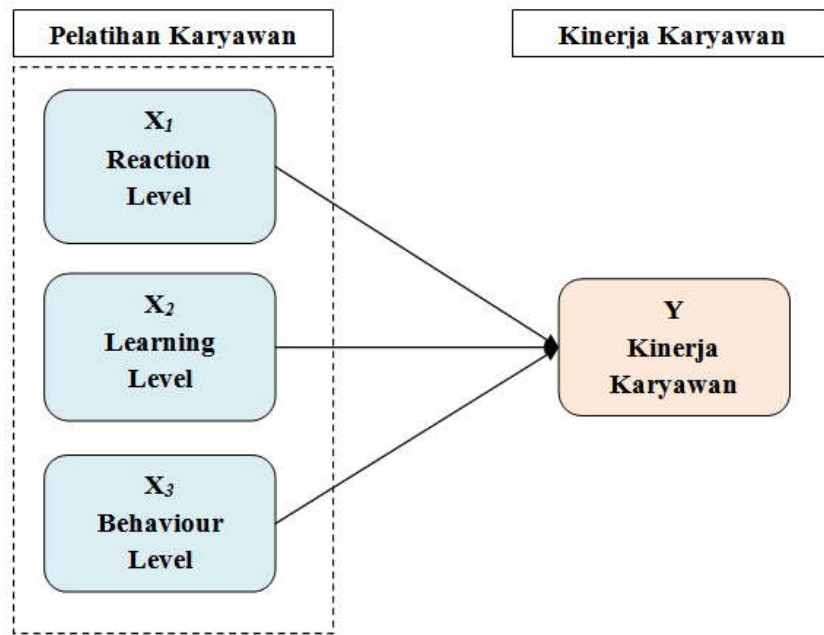 Pelatihan Karyawan
Kinerja Karyawan
X1
Reaction
Level
X2
Learning
Level
X3
Behaviour
Level
Y
Kinerja
Karyawan